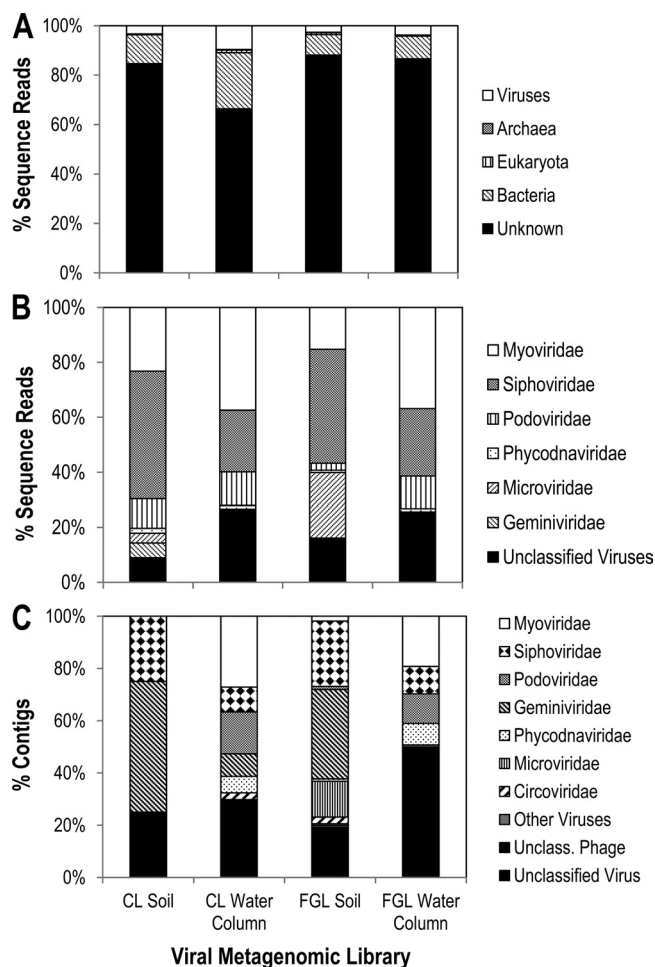 A
% Sequence Reads
100%
80%
60%
40%
20%
0%
Viruses
Archaea
Eukaryota
Bacteria
Unknown
B
% Sequence Reads
100%
80%
60%
40%
20%
0%
Myoviridae
Siphoviridae
Podoviridae
Phycodnaviridae
Microviridae
Geminiviridae
Unclassified Viruses
C
% Contigs
100%
80%
60%
40%
20%
0%
Myoviridae
Siphoviridae
Podoviridae
Geminiviridae
Phycodnaviridae
Microviridae
Circoviridae
Other Viruses
Unclass. Phage
Unclassified Virus
CL Soil
CL Water
Column
FGL Soil
FGL Water
Column
Viral Metagenomic Library